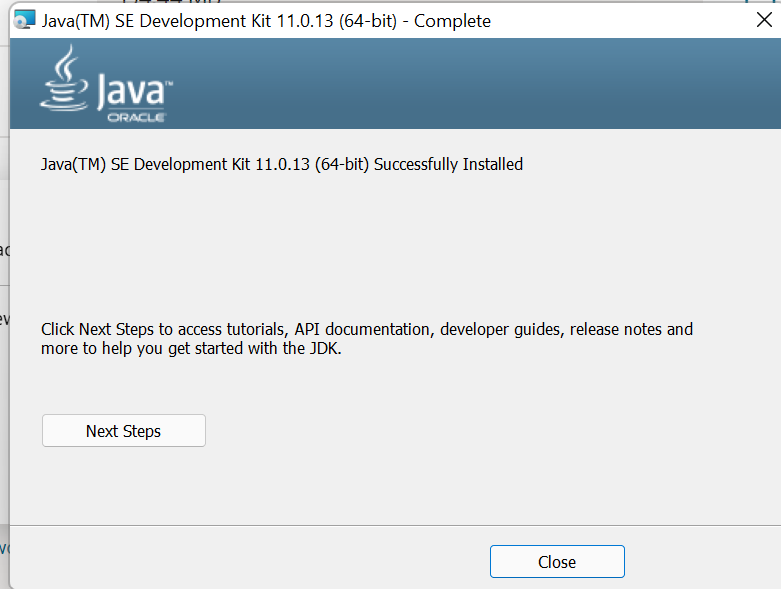 Java(TM) SE Development Kit 11.0.13 (64-bit) - Complete
Java™
ORACLE
Java(TM) SE Development Kit 11.0.13 (64-bit) Successfully Installed
Click Next Steps to access tutorials, API documentation, developer guides, release notes and
more to help you get started with the JDK.
Next Steps
Close